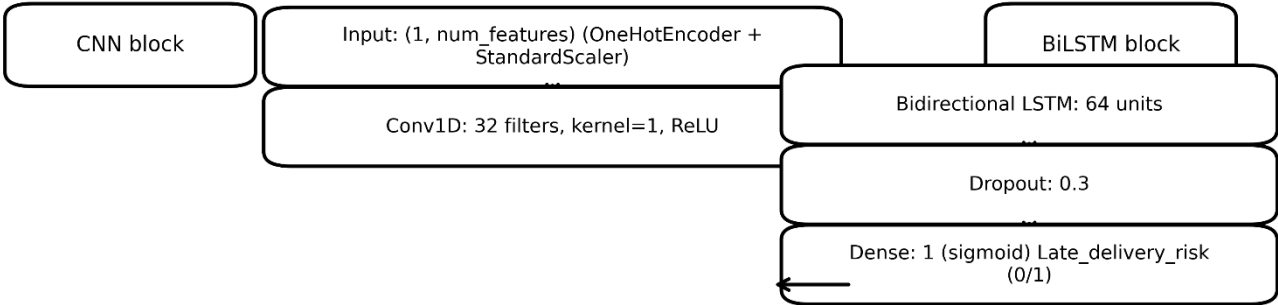 CNN block
Input: (1, num_features) (OneHotEncoder +
StandardScaler)
Conv1D: 32 filters, kernel=1, ReLU
BiLSTM block
Bidirectional LSTM: 64 units
Dropout: 0.3
Dense: 1 (sigmoid) Late_delivery_risk
(0/1)